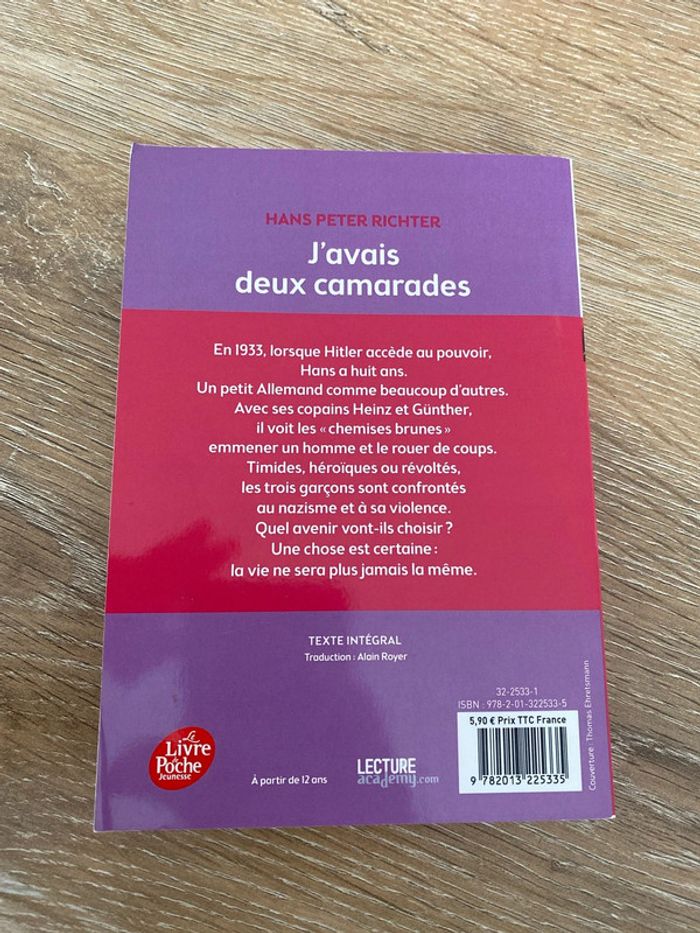 HANS PETER RICHTER
J'avais
deux camarades
En 1933, lorsque Hitler accède au pouvoir,
Hans a huit ans.
Un petit Allemand comme beaucoup d'autres.
Avec ses copains Heinz et Günther,
il voit les « chemises brunes »
emmener un homme et le rouer de coups.
Timides, héroïques ou révoltés,
les trois garçons sont confrontés
au nazisme et à sa violence.
Quel avenir vont-ils choisir ?
Une chose est certaine :
la vie ne sera plus jamais la même.
TEXTE INTÉGRAL
Traduction : Alain Royer
Le
Livre
de
Poche
Jeunesse
À partir de 12 ans
LECTURE
academy.com
32-2533-1
ISBN : 978-2-01-322533-5
5,90 € Prix TTC France
9 782013 225335
Couverture : Thomas Ehretsmann